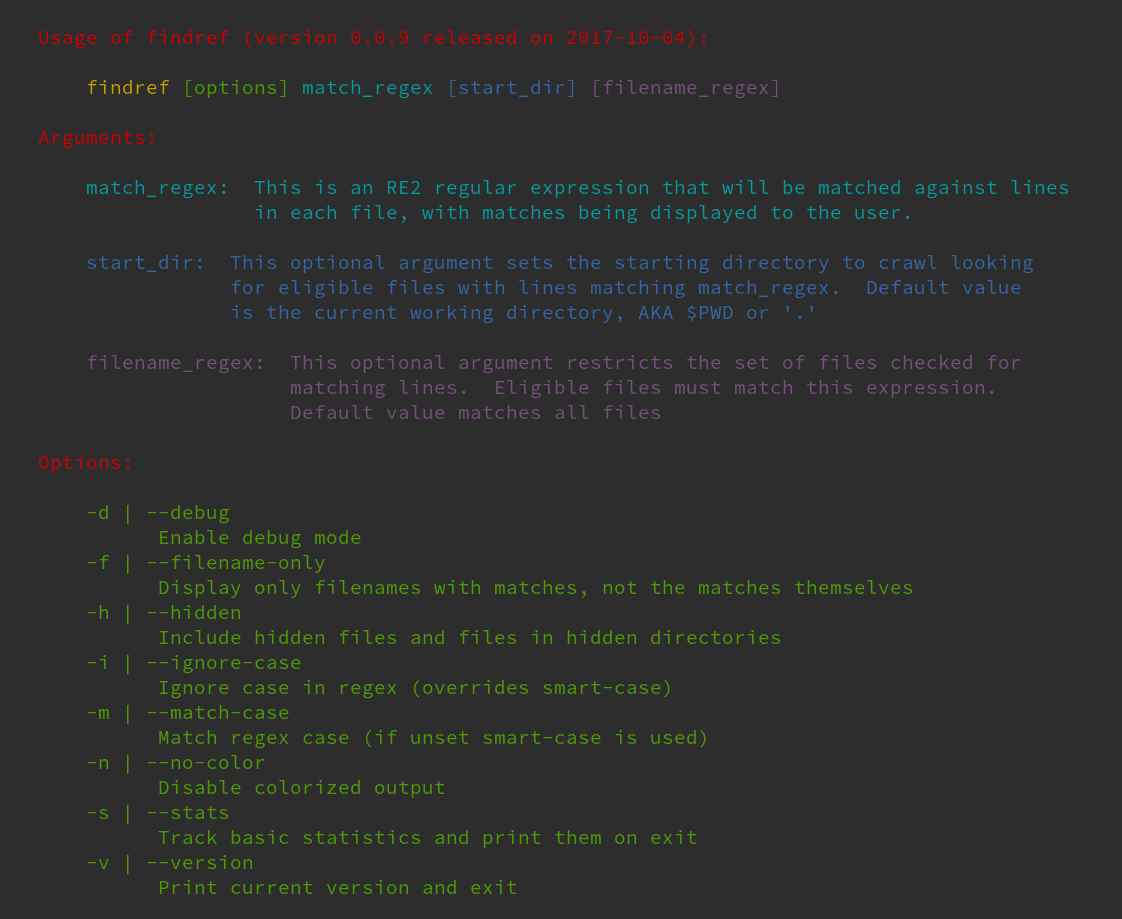 Usage of findref (version 0.0.9 released on 2017-10-04):
findref [options] match_regex [start_dir] [filename_regex]
Arguments:
match_regex:  This is an RE2 regular expression that will be matched against lines
in each file, with matches being displayed to the user.
start_dir:  This optional argument sets the starting directory to crawl looking
for eligible files with lines matching match_regex.  Default value
is the current working directory, AKA $PWD or '.'
filename_regex:  This optional argument restricts the set of files checked for
matching lines.  Eligible files must match this expression.
Default value matches all files
Options:
-d | --debug
Enable debug mode
-f | --filename-only
Display only filenames with matches, not the matches themselves
-h | --hidden
Include hidden files and files in hidden directories
-i | --ignore-case
Ignore case in regex (overrides smart-case)
-m | --match-case
Match regex case (if unset smart-case is used)
-n | --no-color
Disable colorized output
-s | --stats
Track basic statistics and print them on exit
-v | --version
Print current version and exit